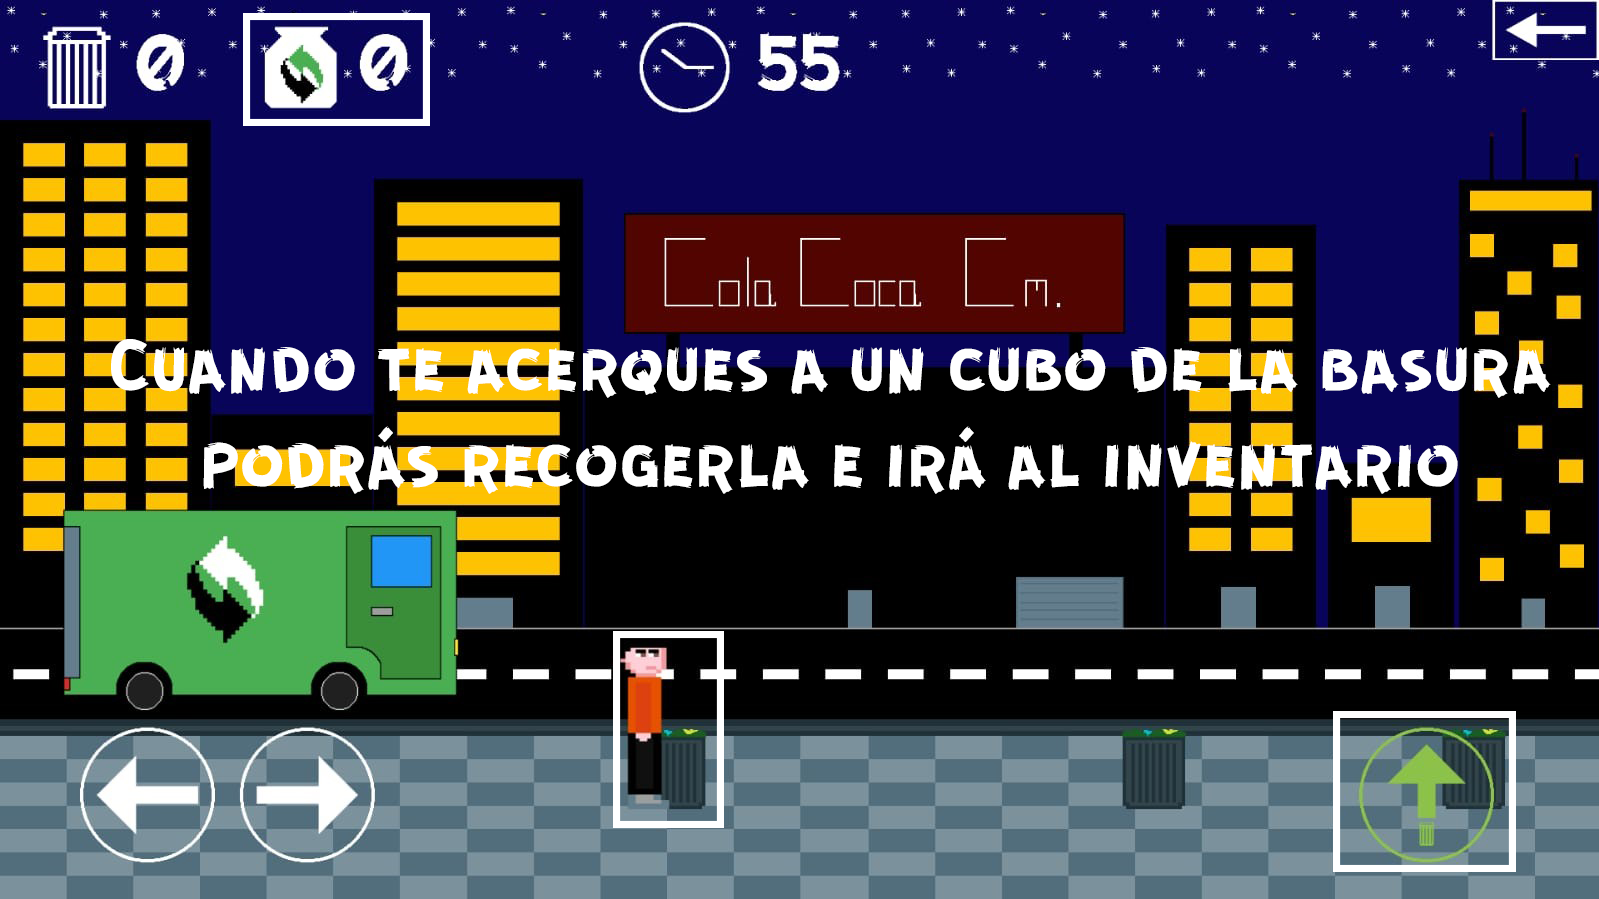 0 0 55
Cola Coca Cm.
Cuando te acerques a un cubo de la basura
podrás recogerla e irá al inventario